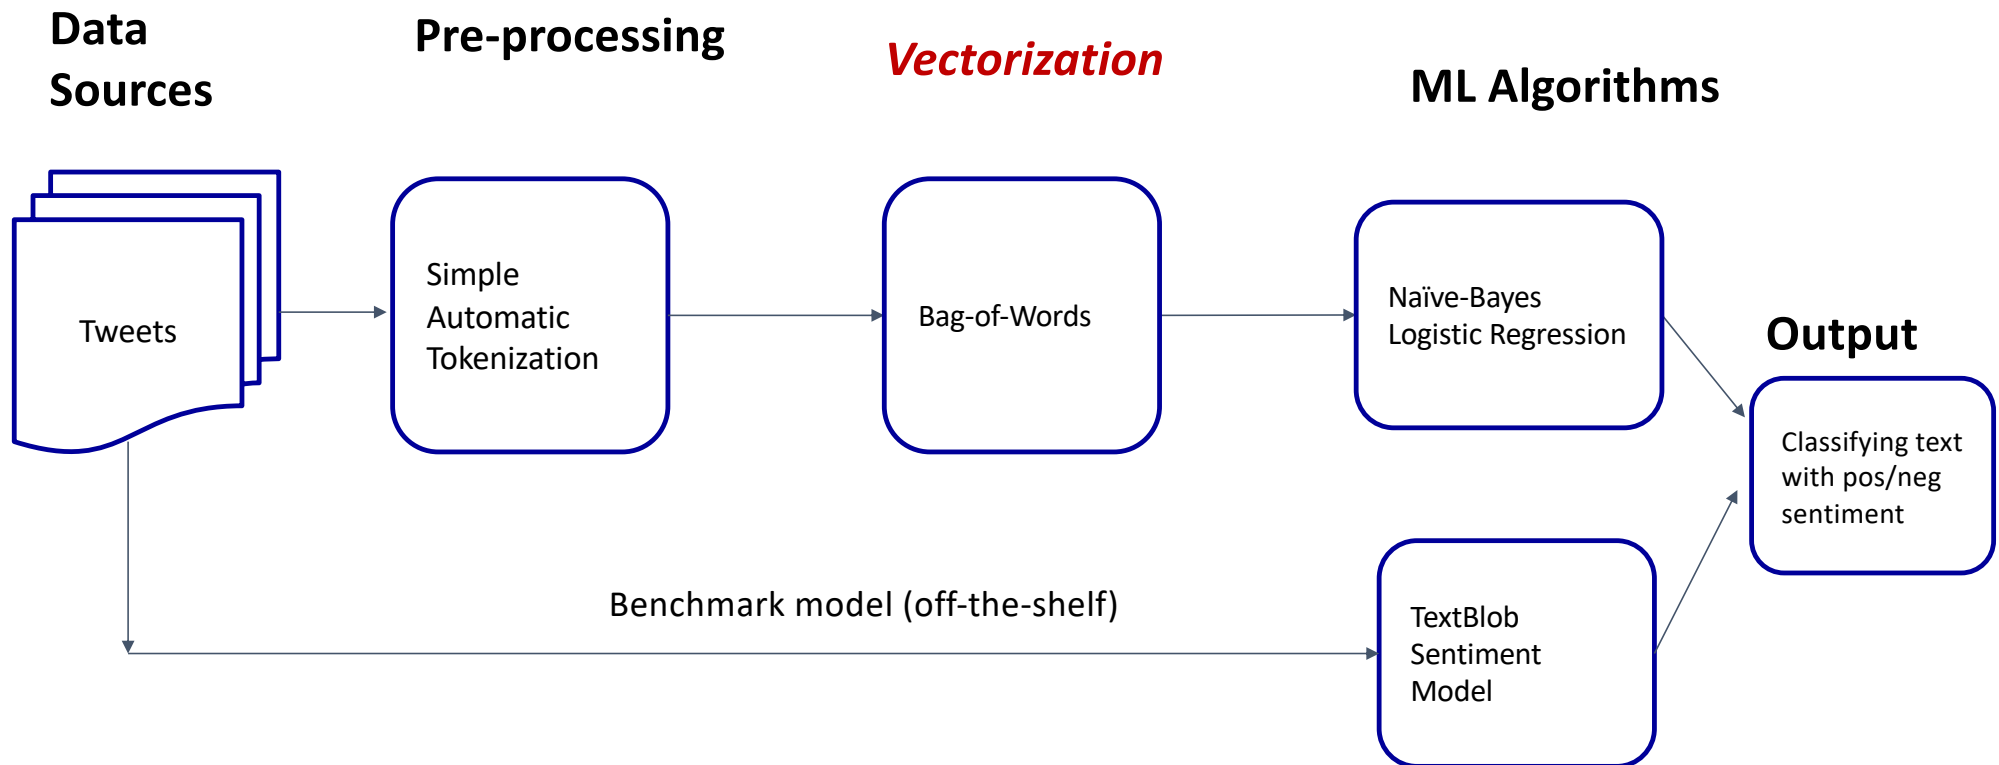 Data
Sources
Pre-processing
Vectorization
ML Algorithms
Tweets
Simple
Automatic
Tokenization
Bag-of-Words
Naïve-Bayes
Logistic Regression
Output
Classifying text
with pos/neg
sentiment
Benchmark model (off-the-shelf)
TextBlob
Sentiment
Model